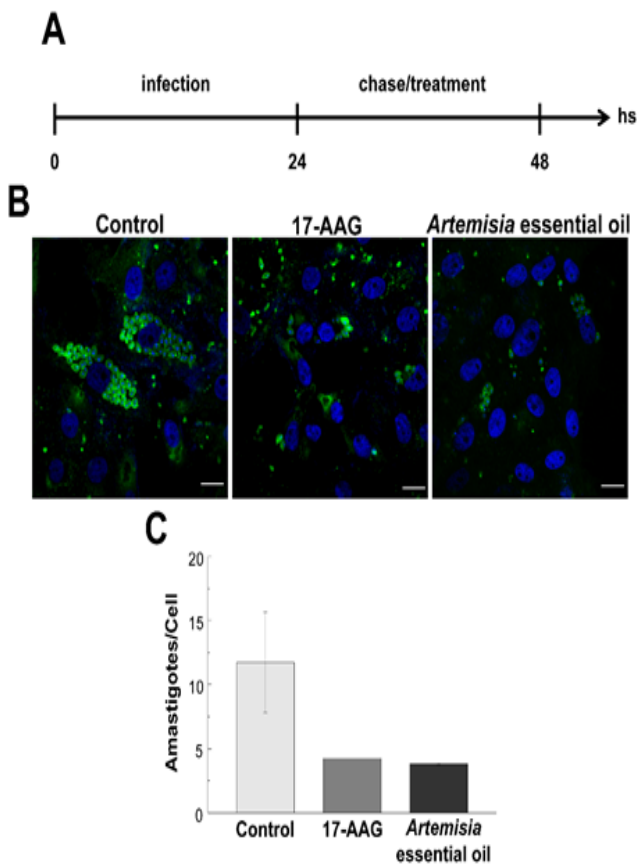 A
infection chase/treatment
hs
0 24 48
B
Control 17-AAG Artemisia essential oil
C
20
15
10
5
0
Amastigotes/Cell
Control 17-AAG Artemisia
essential oil